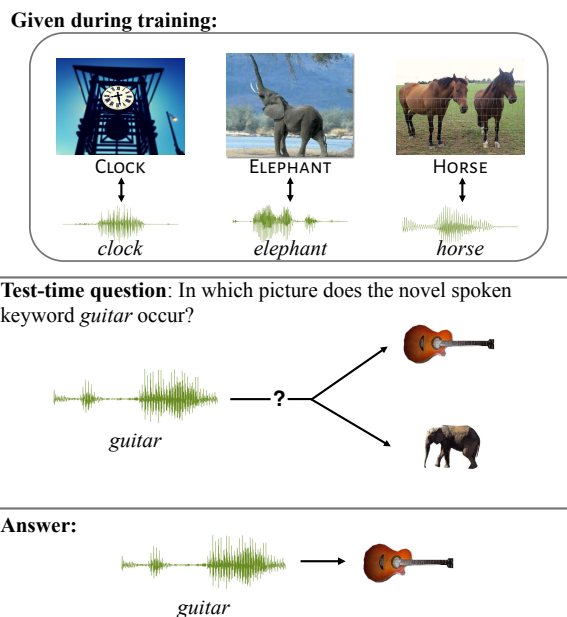 Given during training:
CLOCK ELEPHANT HORSE
clock elephant horse
Test-time question: In which picture does the novel spoken
keyword guitar occur?
?
guitar
Answer:
guitar